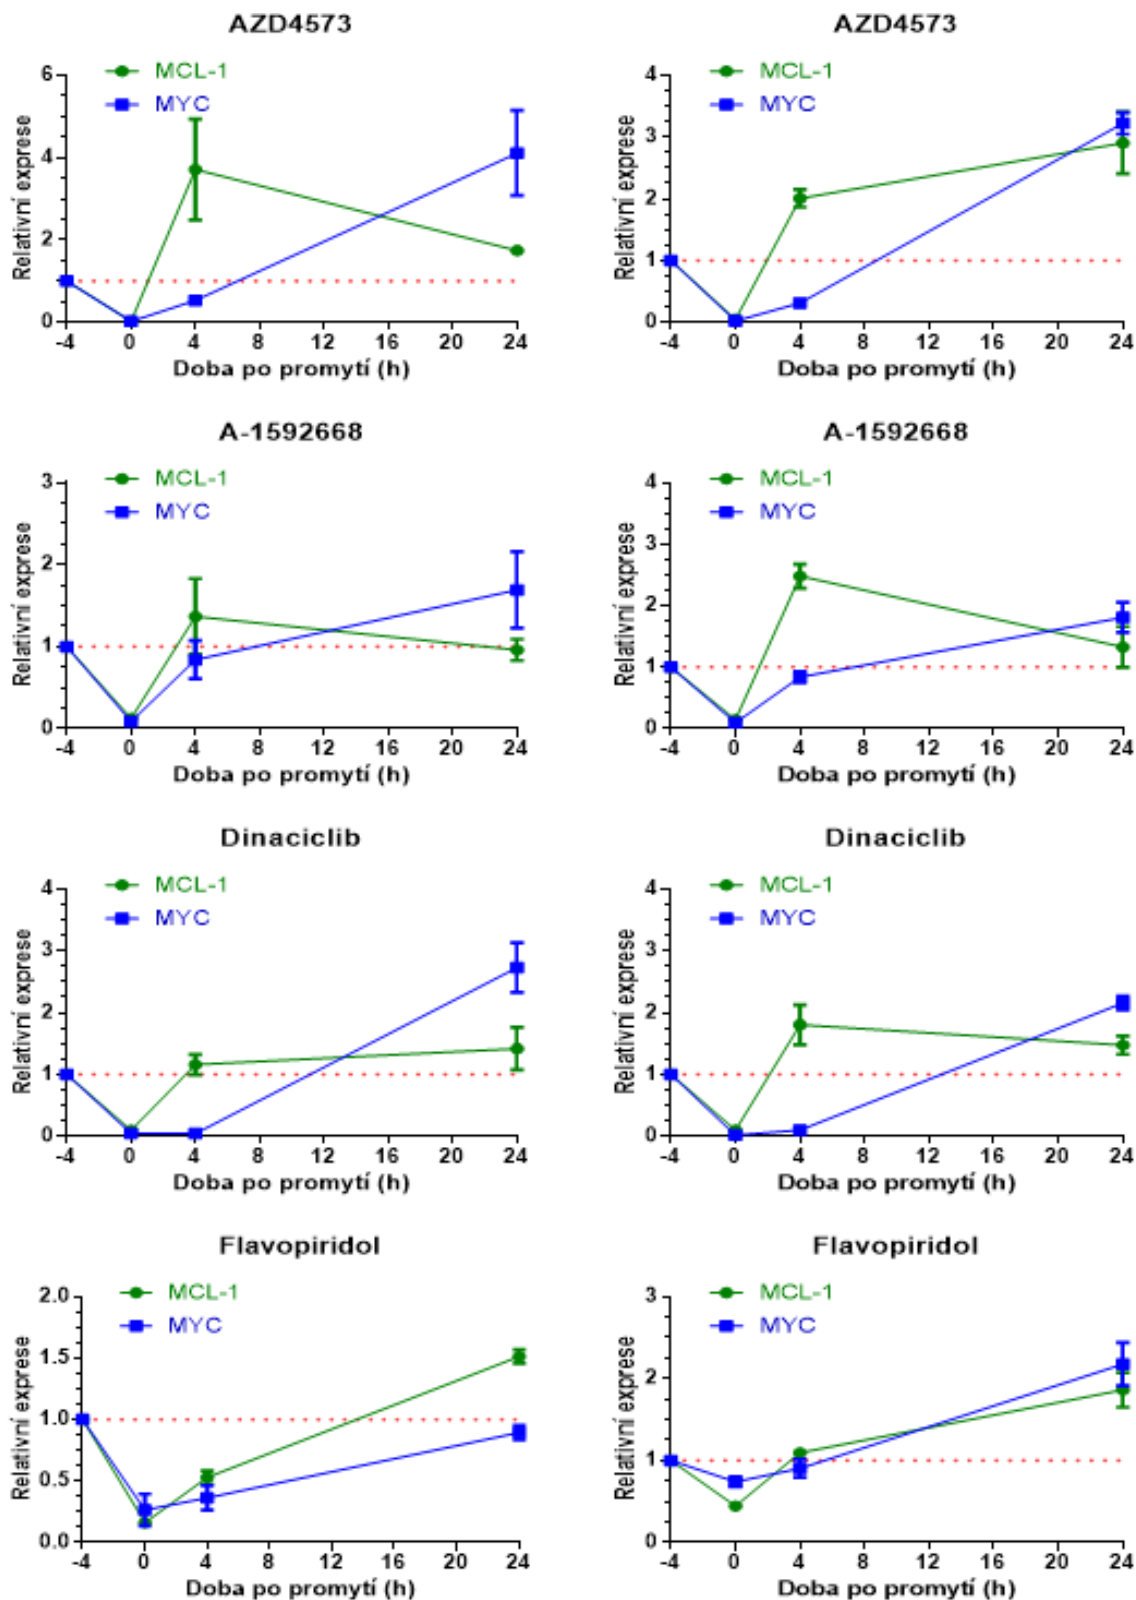 AZD4573
MCL-1
MYC
Relativní exprese
6
4
2
1
0
-4 0 4 8 12 16 20 24
Doba po promytí (h)
AZD4573
MCL-1
MYC
Relativní exprese
4
3
2
1
0
-4 0 4 8 12 16 20 24
Doba po promytí (h)
A-1592668
MCL-1
MYC
Relativní exprese
3
2
1
0
-4 0 4 8 12 16 20 24
Doba po promytí (h)
A-1592668
MCL-1
MYC
Relativní exprese
4
3
2
1
0
-4 0 4 8 12 16 20 24
Doba po promytí (h)
Dinaciclib
MCL-1
MYC
Relativní exprese
4
3
2
1
0
-4 0 4 8 12 16 20 24
Doba po promytí (h)
Dinaciclib
MCL-1
MYC
Relativní exprese
4
3
2
1
0
-4 0 4 8 12 16 20 24
Doba po promytí (h)
Flavopiridol
MCL-1
MYC
Relativní exprese
2.0
1.5
1.0
0.5
0.0
-4 0 4 8 12 16 20 24
Doba po promytí (h)
Flavopiridol
MCL-1
MYC
Relativní exprese
3
2
1
0
-4 0 4 8 12 16 20 24
Doba po promytí (h)